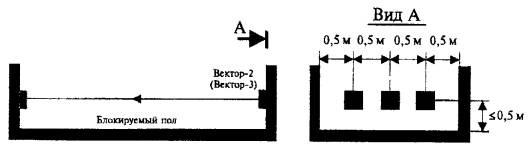 А
Вектор-2
(Вектор-3)
Блокируемый пол
Вид А
0,5 м 0,5 м 0,5 м 0,5 м
≤0,5 м